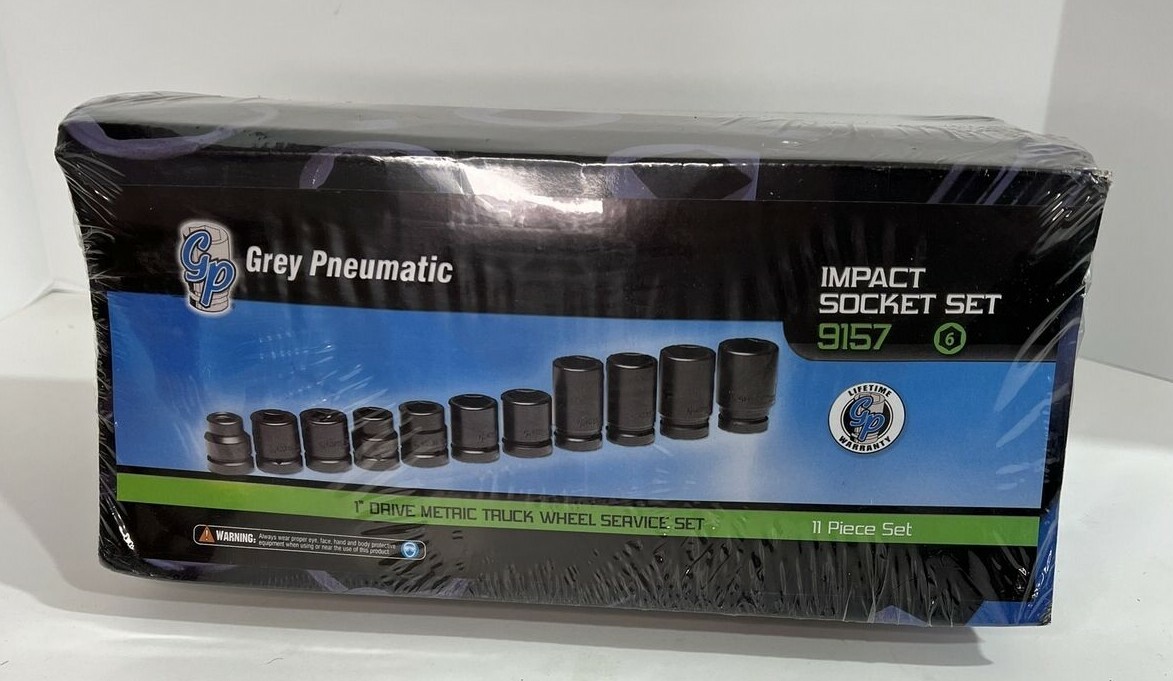 GP Grey Pneumatic
IMPACT
SOCKET SET
9157 6
LIFETIME
GP
WARRANTY
1" DRIVE METRIC TRUCK WHEEL SERVICE SET
11 Piece Set
WARNING: Always wear proper eye, face, hand and body protective
equipment when using or near the use of this product